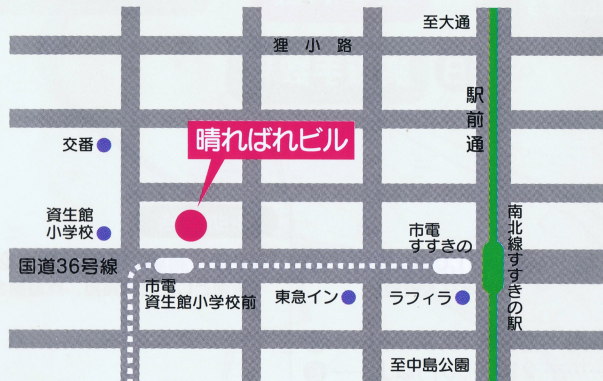 至大通
狸小路
駅前通
晴ればれビル
交番
資生館
小学校
市電
すすきの
南北線すすきの駅
国道36号線
市電
資生館小学校前
東急イン
ラフィラ
至中島公園